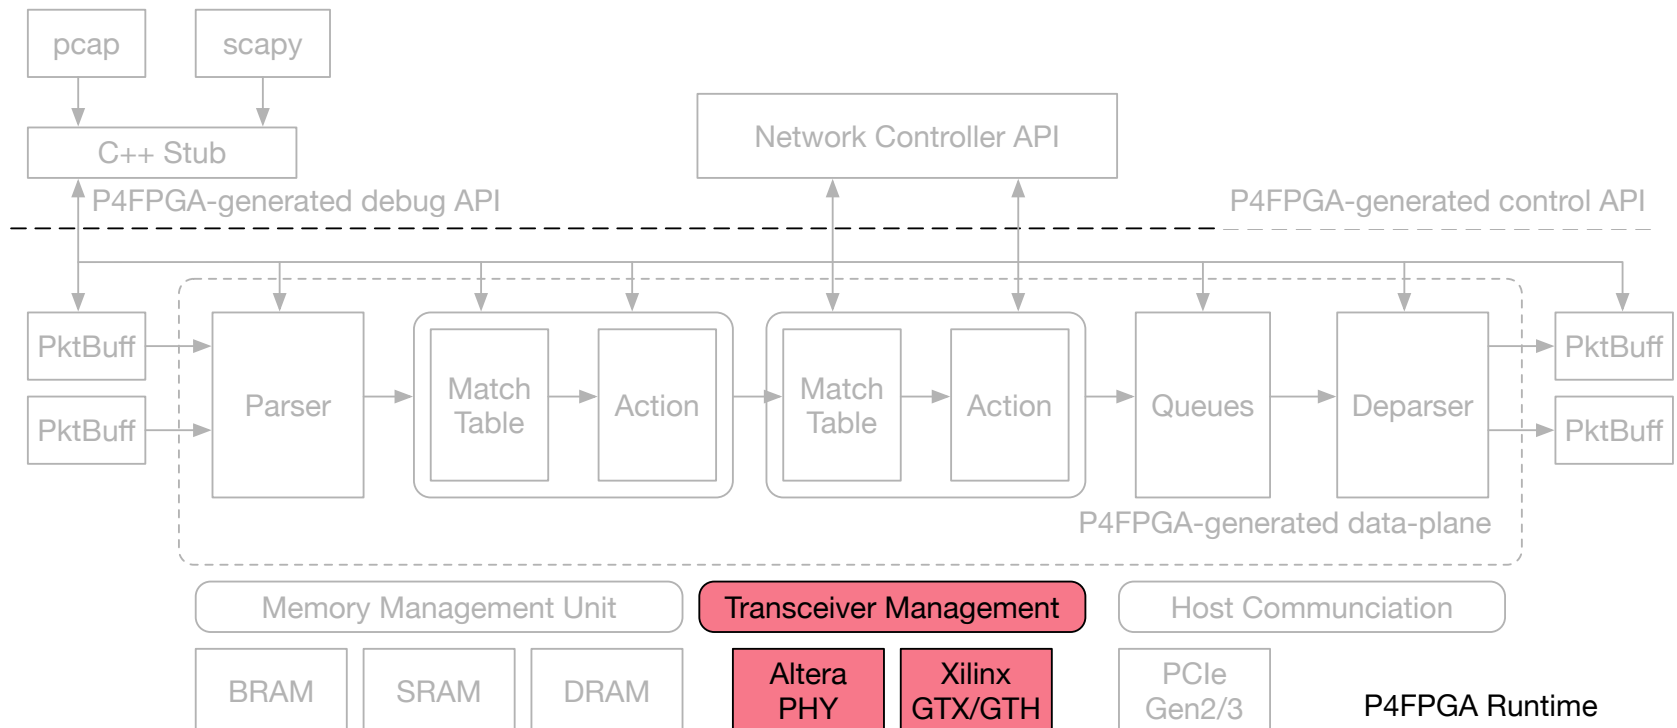 pcap
scapy
C++ Stub
Network Controller API
P4FPGA-generated debug API
P4FPGA-generated control API
PktBuff
PktBuff
Parser
Match
Table
Action
Match
Table
Action
Queues
Deparser
PktBuff
PktBuff
P4FPGA-generated data-plane
Memory Management Unit
Transceiver Management
Host Communciation
BRAM
SRAM
DRAM
Altera
PHY
Xilinx
GTX/GTH
PCIe
Gen2/3
P4FPGA Runtime